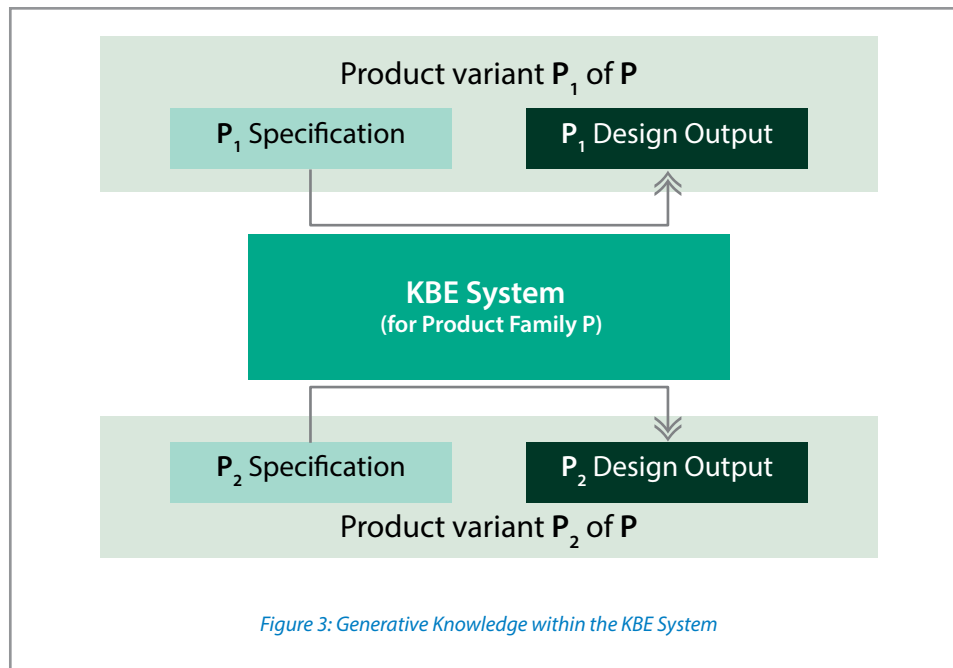 Product variant P₁ of P
P₁ Specification
P₁ Design Output
KBE System
(for Product Family P)
P₂ Specification
P₂ Design Output
Product variant P₂ of P
Figure 3: Generative Knowledge within the KBE System